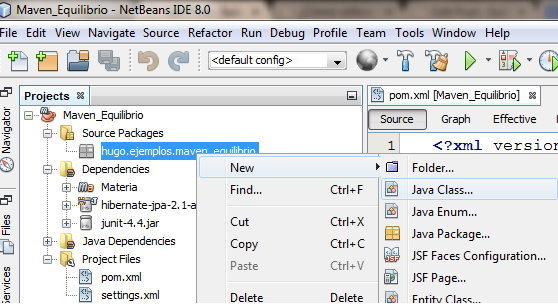 Maven_Equilibrio - NetBeans IDE 8.0
File Edit View Navigate Source Refactor Run Debug Profile Team Tools Window Help
<default config>
Projects
pom.xml [Maven_Equilibrio]
Source Graph Effective
1 <?xml version
Navigator
Files
Services
Maven_Equilibrio
Source Packages
hugo.ejemplos.maven_equilibrio
Dependencies
Materia
hibernate-jpa-2.1-a
junit-4.4.jar
Java Dependencies
Project Files
pom.xml
settings.xml
New
Find... Ctrl+F
Cut Ctrl+X
Copy Ctrl+C
Paste Ctrl+V
Delete Delete
Folder...
Java Class...
Java Enum...
Java Package...
JSF Faces Configuration...
JSF Page...
Entity Class...